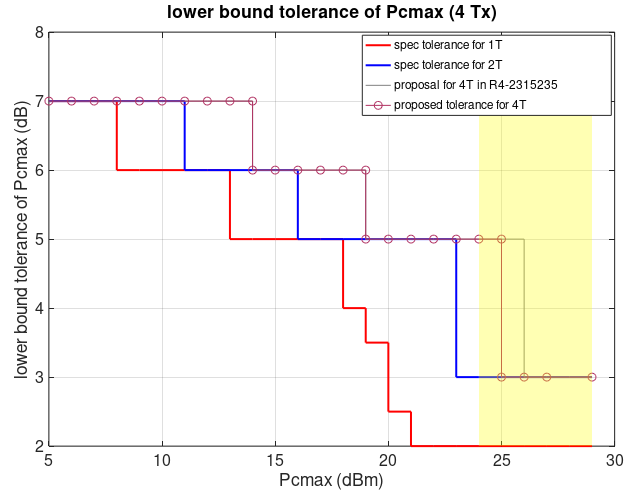 lower bound tolerance of Pcmax (4 Tx)
spec tolerance for 1T
spec tolerance for 2T
proposal for 4T in R4-2315235
proposed tolerance for 4T
lower bound tolerance of Pcmax (dB)
8
7
6
5
4
3
2
5 10 15 20 25 30
Pcmax (dBm)